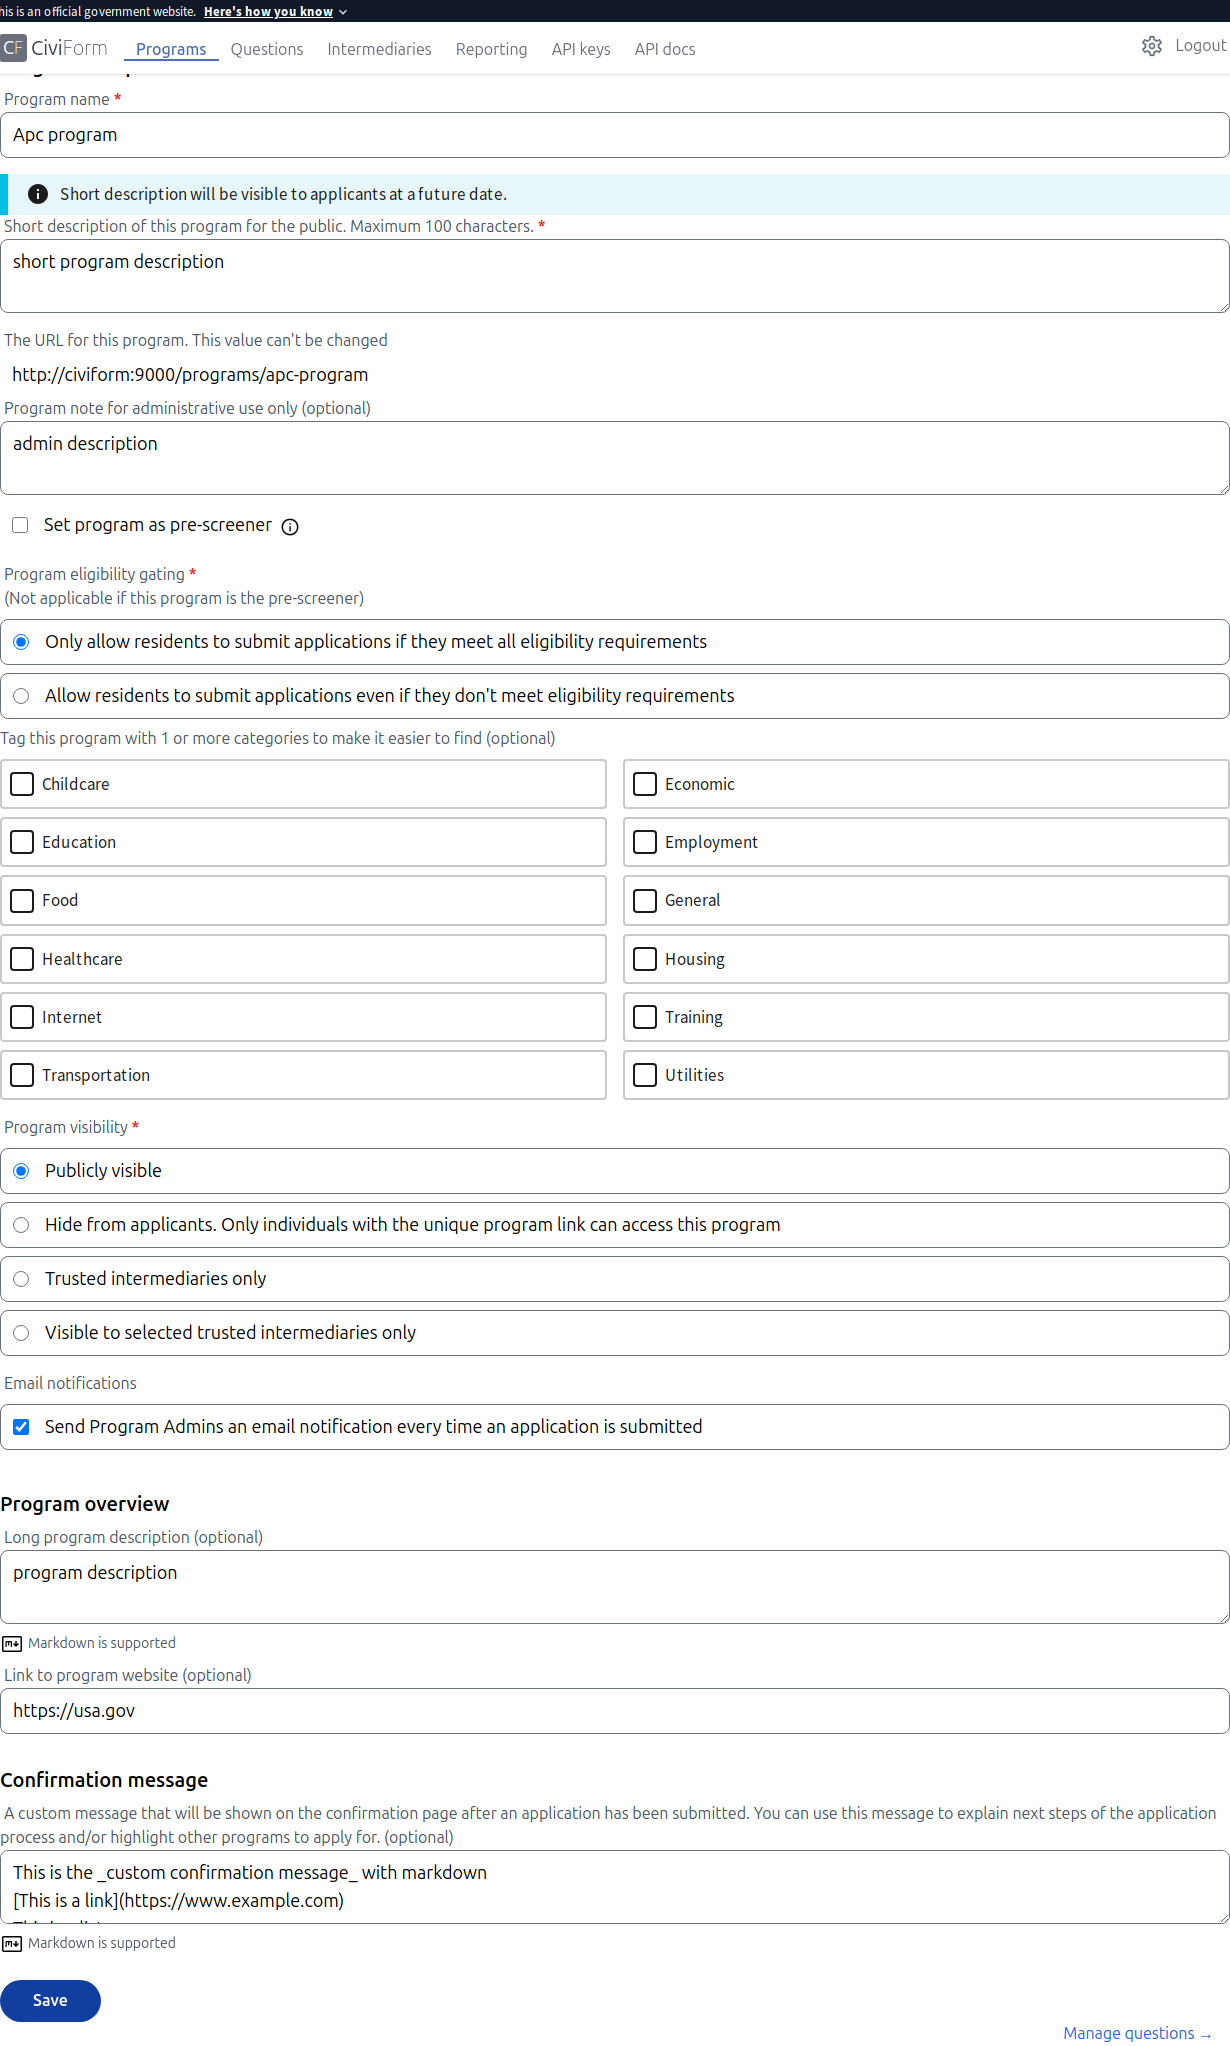 his is an official government website. Here's how you know
CF CiviForm Programs Questions Intermediaries Reporting API keys API docs Logout
Program name *
Apc program
Short description will be visible to applicants at a future date.
Short description of this program for the public. Maximum 100 characters. *
short program description
The URL for this program. This value can't be changed
http://civiform:9000/programs/apc-program
Program note for administrative use only (optional)
admin description
Set program as pre-screener
Program eligibility gating *
(Not applicable if this program is the pre-screener)
Only allow residents to submit applications if they meet all eligibility requirements
Allow residents to submit applications even if they don't meet eligibility requirements
Tag this program with 1 or more categories to make it easier to find (optional)
Childcare Economic
Education Employment
Food General
Healthcare Housing
Internet Training
Transportation Utilities
Program visibility *
Publicly visible
Hide from applicants. Only individuals with the unique program link can access this program
Trusted intermediaries only
Visible to selected trusted intermediaries only
Email notifications
Send Program Admins an email notification every time an application is submitted
Program overview
Long program description (optional)
program description
Markdown is supported
Link to program website (optional)
https://usa.gov
Confirmation message
A custom message that will be shown on the confirmation page after an application has been submitted. You can use this message to explain next steps of the application
process and/or highlight other programs to apply for. (optional)
This is the _custom confirmation message_ with markdown
[This is a link](https://www.example.com)
Markdown is supported
Save
Manage questions →